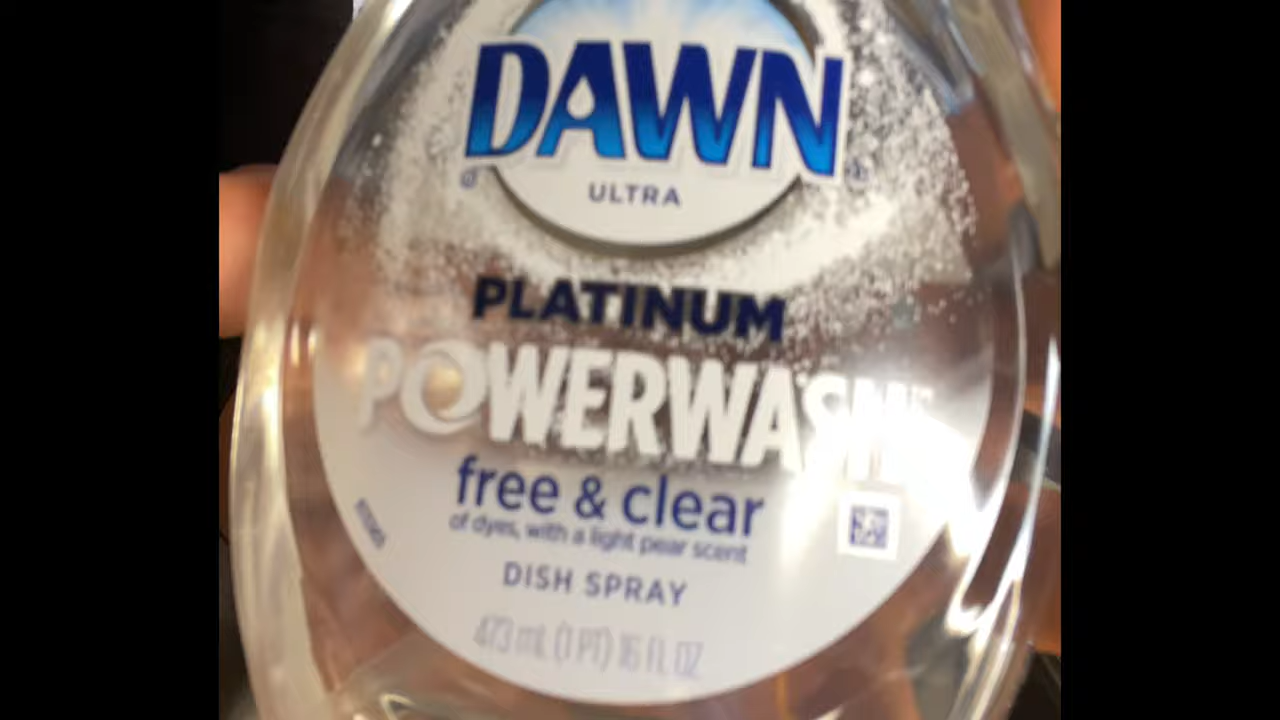 DAWN
ULTRA
PLATINUM
POWERWASH
free & clear
of dyes, with a light pear scent
DISH SPRAY
473 mL (1 PT) 16 FL OZ